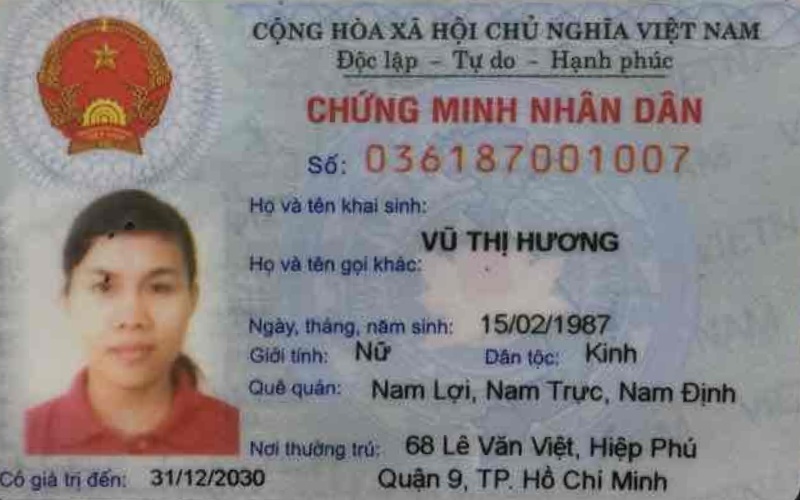 CỘNG HÒA XÃ HỘI CHỦ NGHĨA VIỆT NAM
Độc lập - Tự do - Hạnh phúc
CHỨNG MINH NHÂN DÂN
Số: 036187001007
Họ và tên khai sinh:
VŨ THỊ HƯƠNG
Họ và tên gọi khác:
Ngày, tháng, năm sinh: 15/02/1987
Giới tính: Nữ Dân tộc: Kinh
Quê quán: Nam Lợi, Nam Trực, Nam Định
Nơi thường trú: 68 Lê Văn Việt, Hiệp Phú
Quận 9, TP. Hồ Chí Minh
Có giá trị đến: 31/12/2030